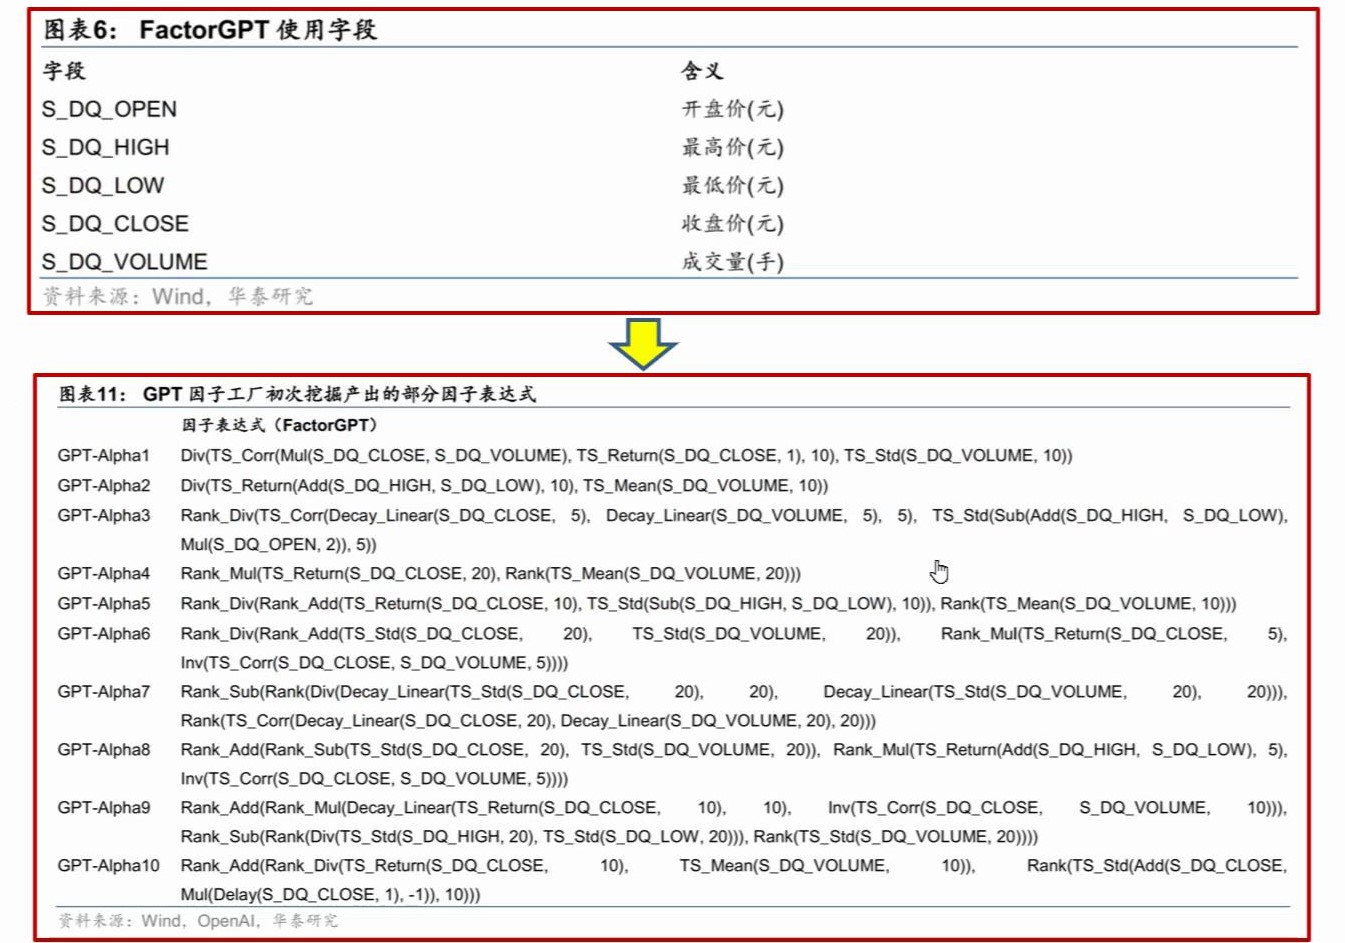 图表6： FactorGPT 使用字段
字段 含义
S_DQ_OPEN 开盘价(元)
S_DQ_HIGH 最高价(元)
S_DQ_LOW 最低价(元)
S_DQ_CLOSE 收盘价(元)
S_DQ_VOLUME 成交量(手)
资料来源：Wind，华泰研究
图表11： GPT 因子工厂初次挖掘产出的部分因子表达式
因子表达式（FactorGPT）
GPT-Alpha1 Div(TS_Corr(Mul(S_DQ_CLOSE, S_DQ_VOLUME), TS_Return(S_DQ_CLOSE, 1), 10), TS_Std(S_DQ_VOLUME, 10))
GPT-Alpha2 Div(TS_Return(Add(S_DQ_HIGH, S_DQ_LOW), 10), TS_Mean(S_DQ_VOLUME, 10))
GPT-Alpha3 Rank_Div(TS_Corr(Decay_Linear(S_DQ_CLOSE, 5), Decay_Linear(S_DQ_VOLUME, 5), 5), TS_Std(Sub(Add(S_DQ_HIGH, S_DQ_LOW),
Mul(S_DQ_OPEN, 2)), 5))
GPT-Alpha4 Rank_Mul(TS_Return(S_DQ_CLOSE, 20), Rank(TS_Mean(S_DQ_VOLUME, 20)))
GPT-Alpha5 Rank_Div(Rank_Add(TS_Return(S_DQ_CLOSE, 10), TS_Std(Sub(S_DQ_HIGH, S_DQ_LOW), 10)), Rank(TS_Mean(S_DQ_VOLUME, 10)))
GPT-Alpha6 Rank_Div(Rank_Add(TS_Std(S_DQ_CLOSE, 20), TS_Std(S_DQ_VOLUME, 20)), Rank_Mul(TS_Return(S_DQ_CLOSE, 5),
Inv(TS_Corr(S_DQ_CLOSE, S_DQ_VOLUME, 5))))
GPT-Alpha7 Rank_Sub(Rank(Div(Decay_Linear(TS_Std(S_DQ_CLOSE, 20), 20), Decay_Linear(TS_Std(S_DQ_VOLUME, 20), 20))),
Rank(TS_Corr(Decay_Linear(S_DQ_CLOSE, 20), Decay_Linear(S_DQ_VOLUME, 20), 20)))
GPT-Alpha8 Rank_Add(Rank_Sub(TS_Std(S_DQ_CLOSE, 20), TS_Std(S_DQ_VOLUME, 20)), Rank_Mul(TS_Return(Add(S_DQ_HIGH, S_DQ_LOW), 5),
Inv(TS_Corr(S_DQ_CLOSE, S_DQ_VOLUME, 5))))
GPT-Alpha9 Rank_Add(Rank_Mul(Decay_Linear(TS_Return(S_DQ_CLOSE, 10), 10), Inv(TS_Corr(S_DQ_CLOSE, S_DQ_VOLUME, 10))),
Rank_Sub(Rank(Div(TS_Std(S_DQ_HIGH, 20), TS_Std(S_DQ_LOW, 20))), Rank(TS_Std(S_DQ_VOLUME, 20))))
GPT-Alpha10 Rank_Add(Rank_Div(TS_Return(S_DQ_CLOSE, 10), TS_Mean(S_DQ_VOLUME, 10)), Rank(TS_Std(Add(S_DQ_CLOSE,
Mul(Delay(S_DQ_CLOSE, 1), -1)), 10)))
资料来源：Wind，OpenAI，华泰研究